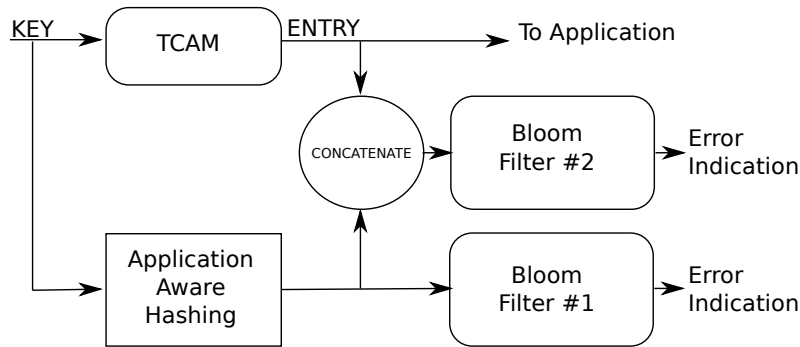 KEY
TCAM
ENTRY
To Application
CONCATENATE
Bloom
Filter #2
Error
Indication
Application
Aware
Hashing
Bloom
Filter #1
Error
Indication